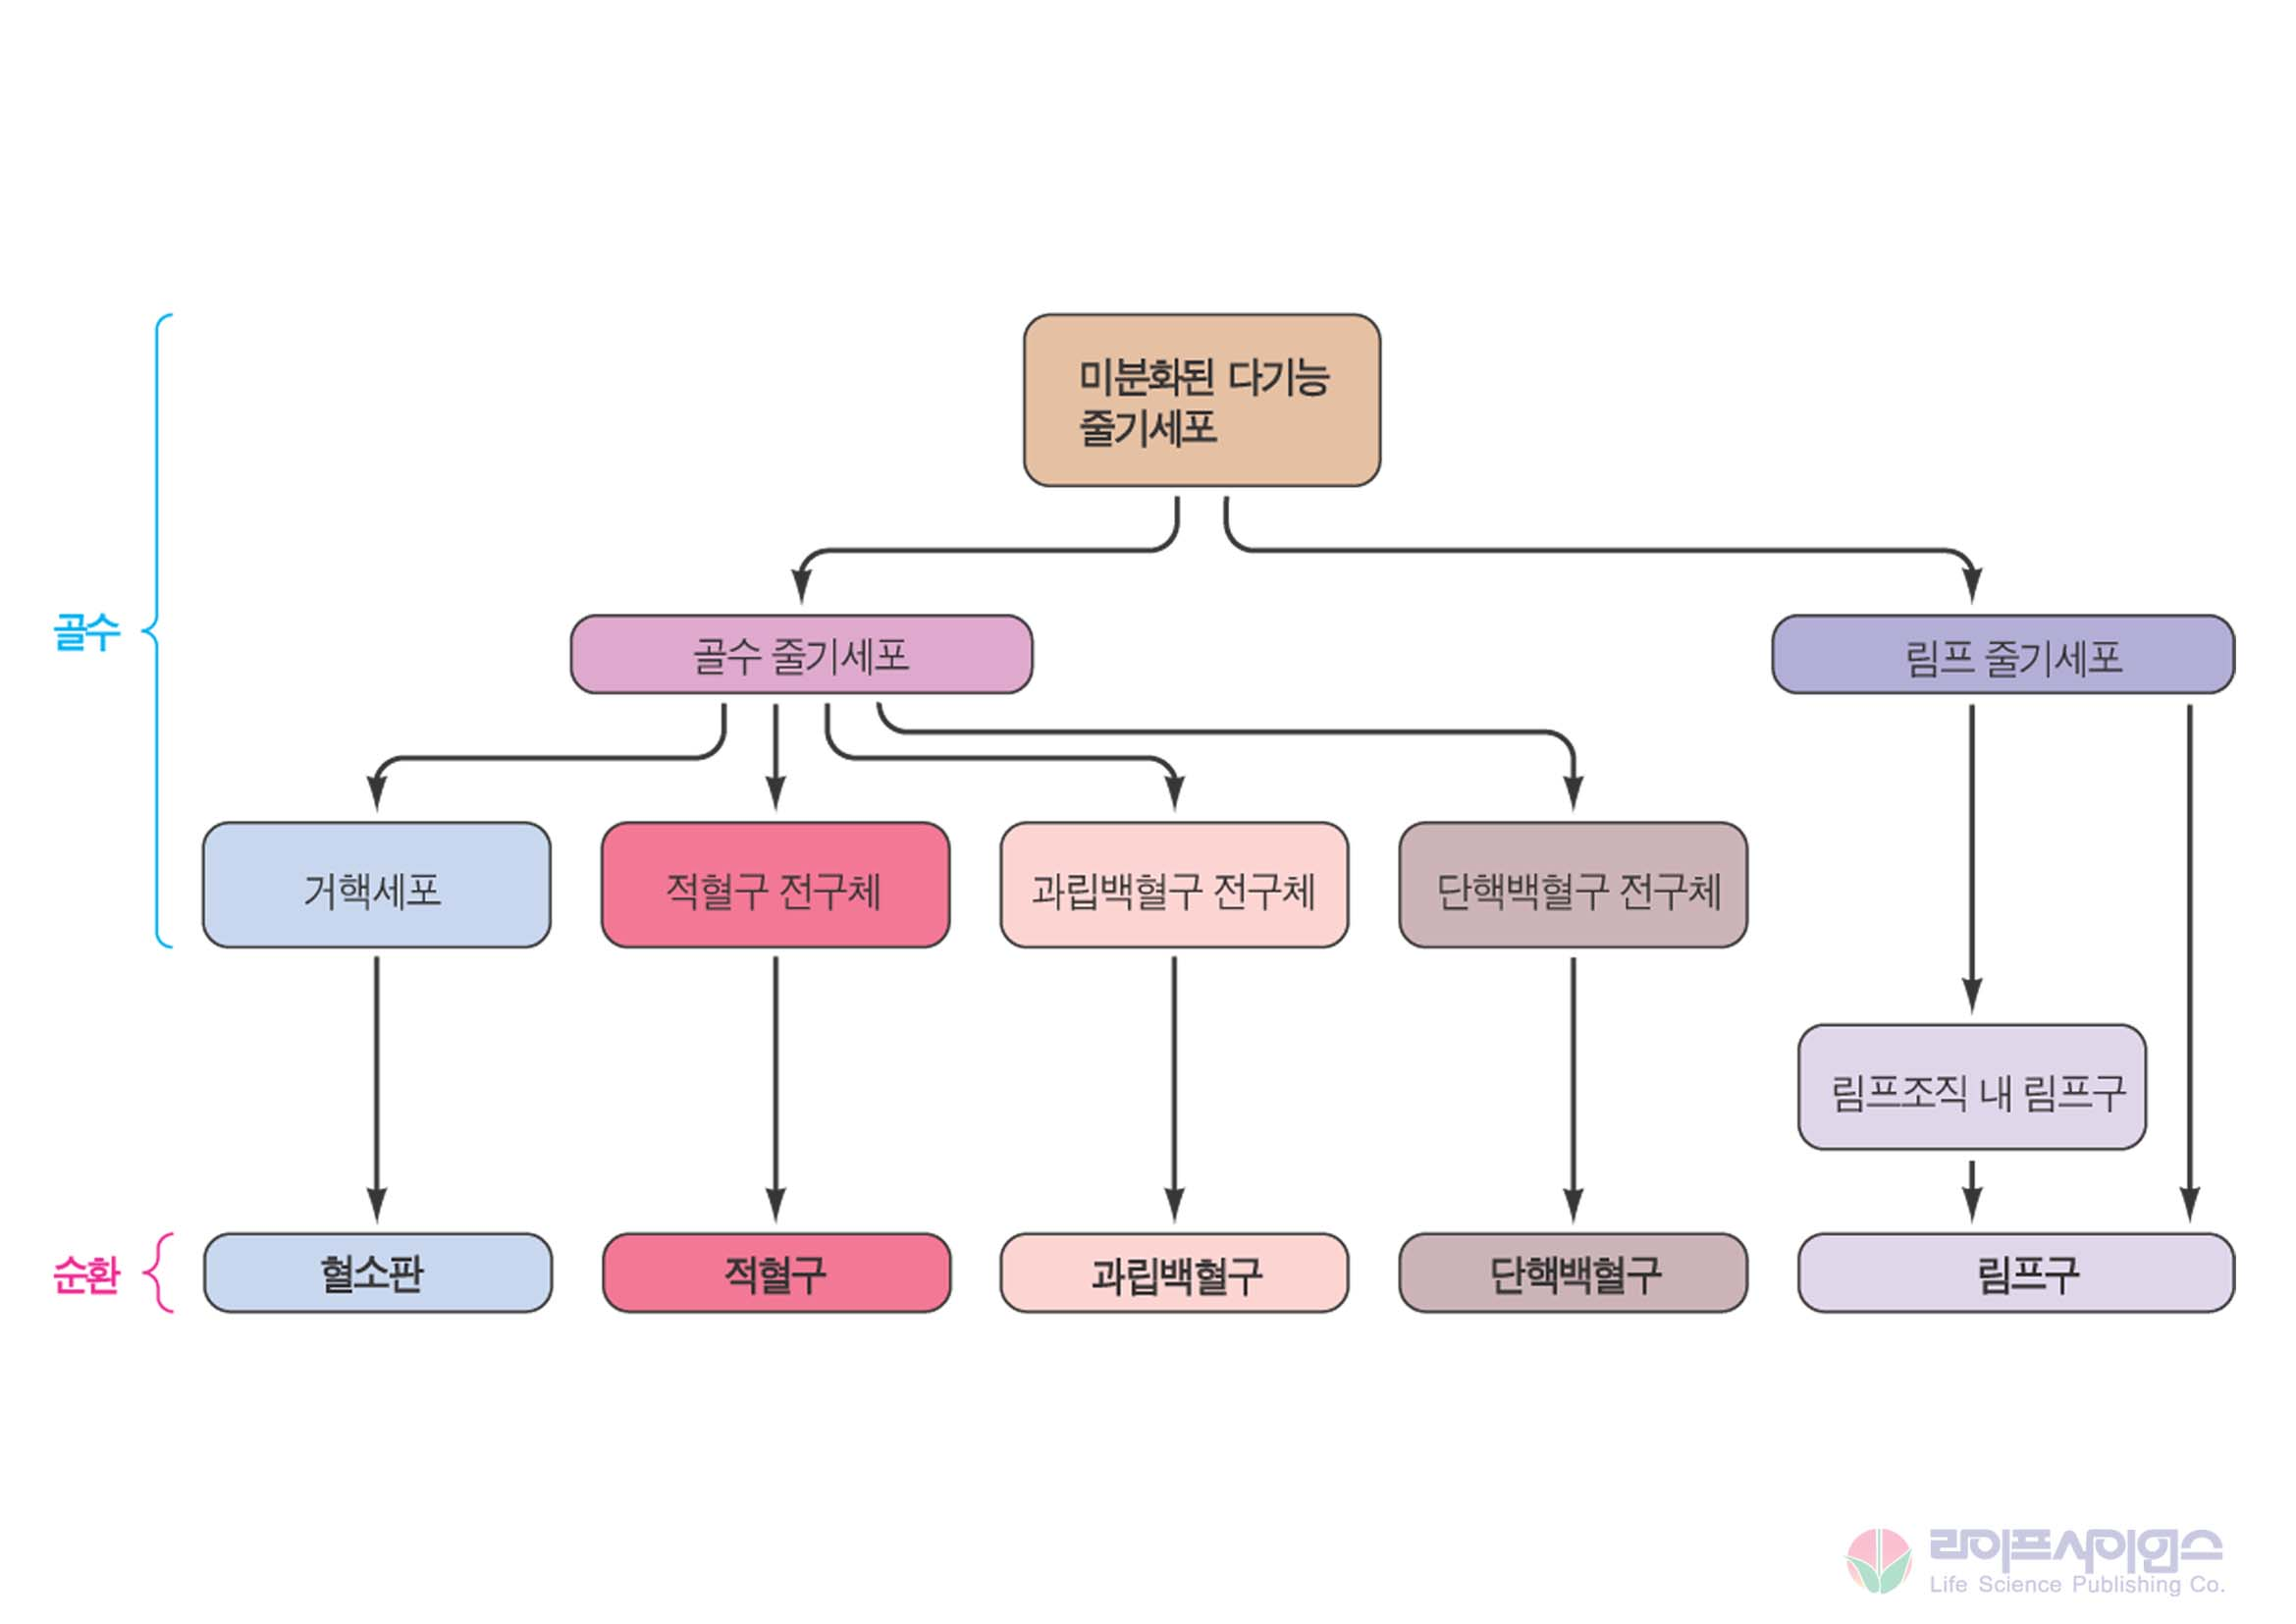 미분화된 다기능
줄기세포
골수
골수 줄기세포
림프 줄기세포
거핵세포
적혈구 전구체
과립백혈구 전구체
단핵백혈구 전구체
림프조직 내 림프구
순환
혈소판
적혈구
과립백혈구
단핵백혈구
림프구
라이프사이언스
Life Science Publishing Co.